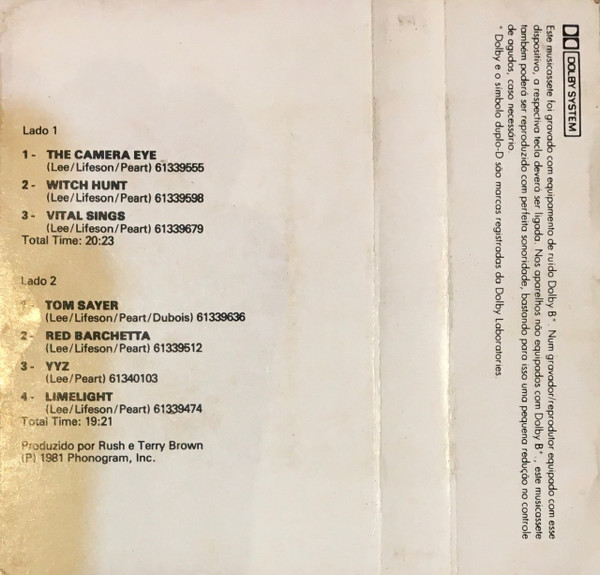 Lado 1
1 - THE CAMERA EYE
(Lee/Lifeson/Peart) 61339555
2 - WITCH HUNT
(Lee/Lifeson/Peart) 61339598
3 - VITAL SINGS
(Lee/Lifeson/Peart) 61339679
Total Time: 20:23
Lado 2
1 - TOM SAYER
(Lee/Lifeson/Peart/Dubois) 61339636
2 - RED BARCHETTA
(Lee/Lifeson/Peart) 61339512
3 - YYZ
(Lee/Peart) 61340103
4 - LIMELIGHT
(Lee/Lifeson/Peart) 61339474
Total Time: 19:21
Produzido por Rush e Terry Brown
(P) 1981 Phonogram, Inc.
DOLBY SYSTEM
Este musicassete foi gravado com equipamento de ruído Dolby B*. Num gravador/reprodutor equipado com esse
dispositivo, a respectiva tecla deverá ser ligada. Nos aparelhos não equipados com Dolby B*., este musicassete
também poderá ser reproduzido com perfeita sonoridade, bastando para isso uma pequena redução no controle
de agudos, caso necessário.
* Dolby e o símbolo duplo-D são marcas registradas da Dolby Laboratories.